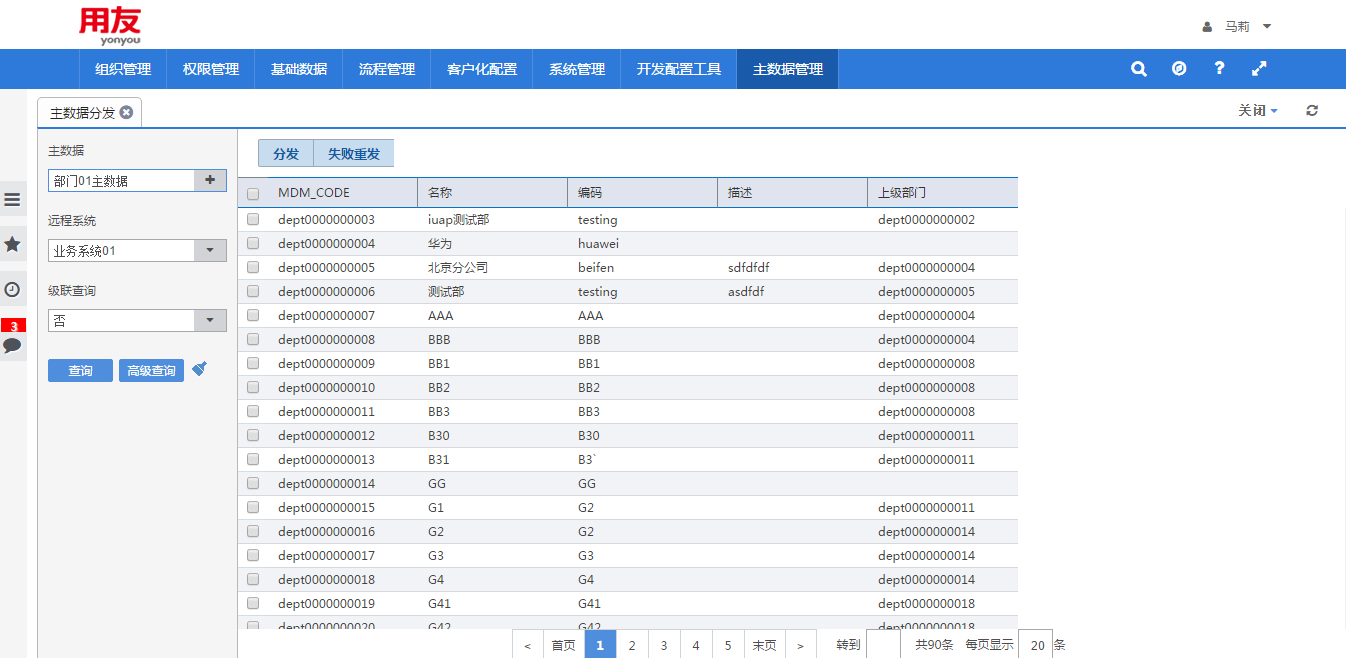 用友
yonyou
马莉
组织管理 权限管理 基础数据 流程管理 客户化配置 系统管理 开发配置工具 主数据管理
主数据分发 关闭
主数据
部门01主数据
远程系统
业务系统01
级联查询
否
查询 高级查询
3
分发 失败重发
MDM_CODE 名称 编码 描述 上级部门
dept0000000003 iuap测试部 testing dept0000000002
dept0000000004 华为 huawei
dept0000000005 北京分公司 beifen sdfdfdf dept0000000004
dept0000000006 测试部 testing asdfdf dept0000000005
dept0000000007 AAA AAA dept0000000004
dept0000000008 BBB BBB dept0000000004
dept0000000009 BB1 BB1 dept0000000008
dept0000000010 BB2 BB2 dept0000000008
dept0000000011 BB3 BB3 dept0000000008
dept0000000012 B30 B30 dept0000000011
dept0000000013 B31 B3` dept0000000011
dept0000000014 GG GG
dept0000000015 G1 G2 dept0000000011
dept0000000016 G2 G2 dept0000000014
dept0000000017 G3 G3 dept0000000014
dept0000000018 G4 G4 dept0000000014
dept0000000019 G41 G41 dept0000000018
dept0000000020 G42 G42 dept0000000018
< 首页 1 2 3 4 5 末页 > 转到 共90条 每页显示 20 条